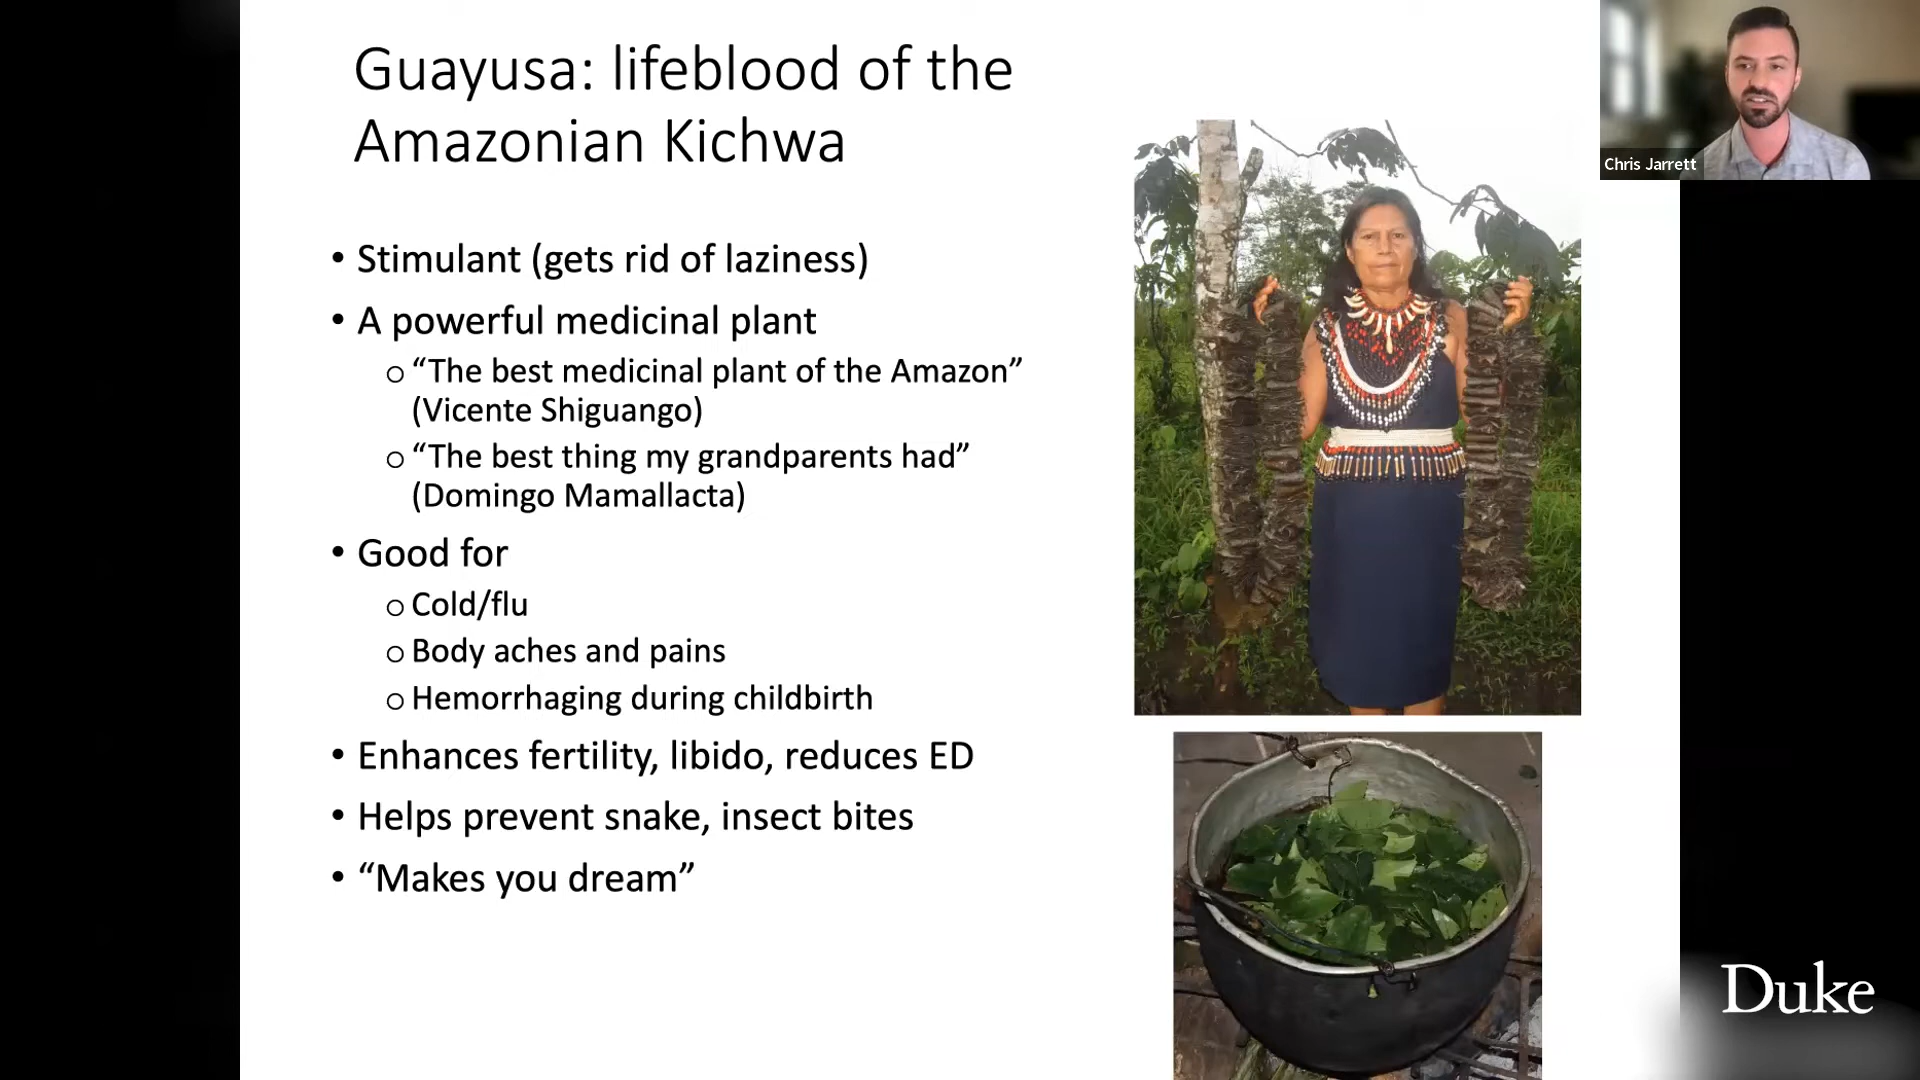 Guayusa: lifeblood of the
Amazonian Kichwa
• Stimulant (gets rid of laziness)
• A powerful medicinal plant
o “The best medicinal plant of the Amazon”
(Vicente Shiguango)
o “The best thing my grandparents had”
(Domingo Mamallacta)
• Good for
o Cold/flu
o Body aches and pains
o Hemorrhaging during childbirth
• Enhances fertility, libido, reduces ED
• Helps prevent snake, insect bites
• “Makes you dream”
Chris Jarrett
Duke